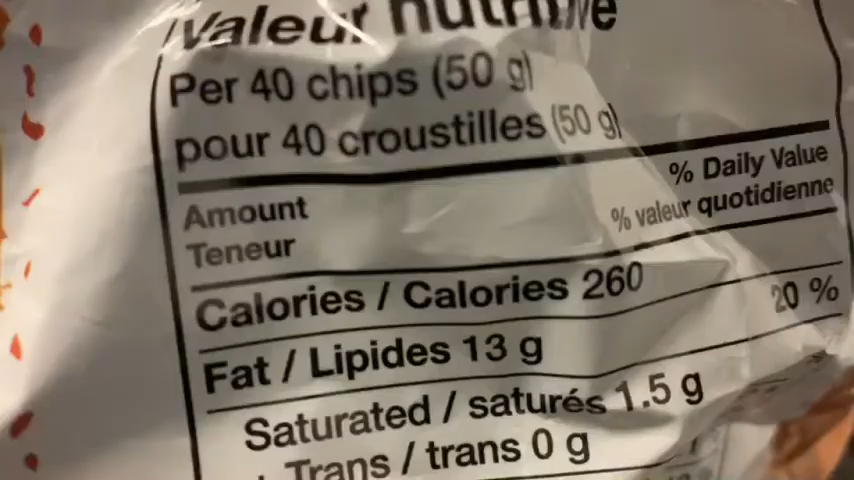 Valeur nutritive
Per 40 chips (50 g)
pour 40 croustilles (50 g)
% Daily Value
% valeur quotidienne
Amount
Teneur
Calories / Calories 260
Fat / Lipides 13 g 20 %
Saturated / saturés 1.5 g
+ Trans / trans 0 g